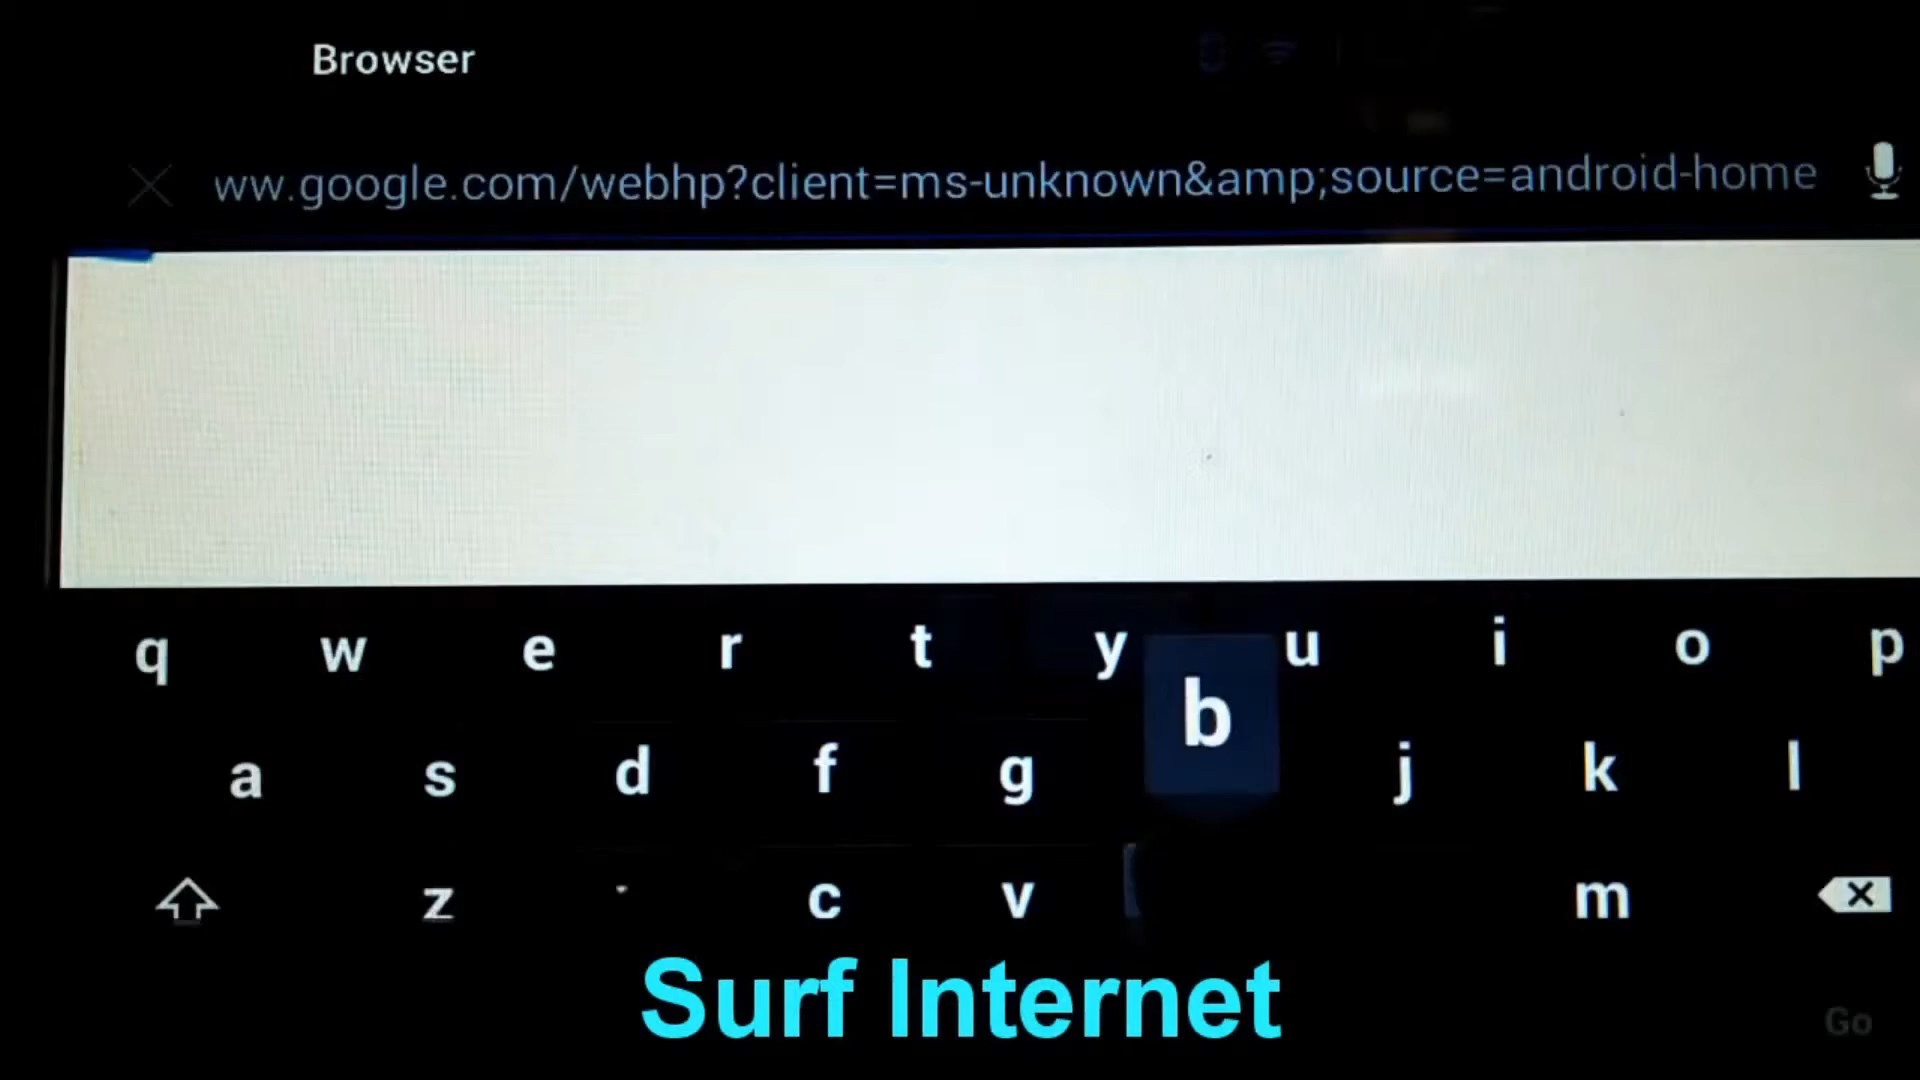 Browser
ww.google.com/webhp?client=ms-unknown&amp;source=android-home
q w e r t y u i o p
b
a s d f g j k l
z c v m
Surf Internet
Go